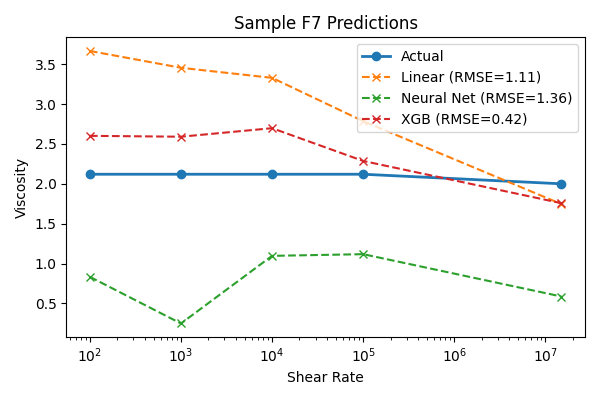 Sample F7 Predictions
Actual
Linear (RMSE=1.11)
Neural Net (RMSE=1.36)
XGB (RMSE=0.42)
Viscosity
3.5
3.0
2.5
2.0
1.5
1.0
0.5
10² 10³ 10⁴ 10⁵ 10⁶ 10⁷
Shear Rate